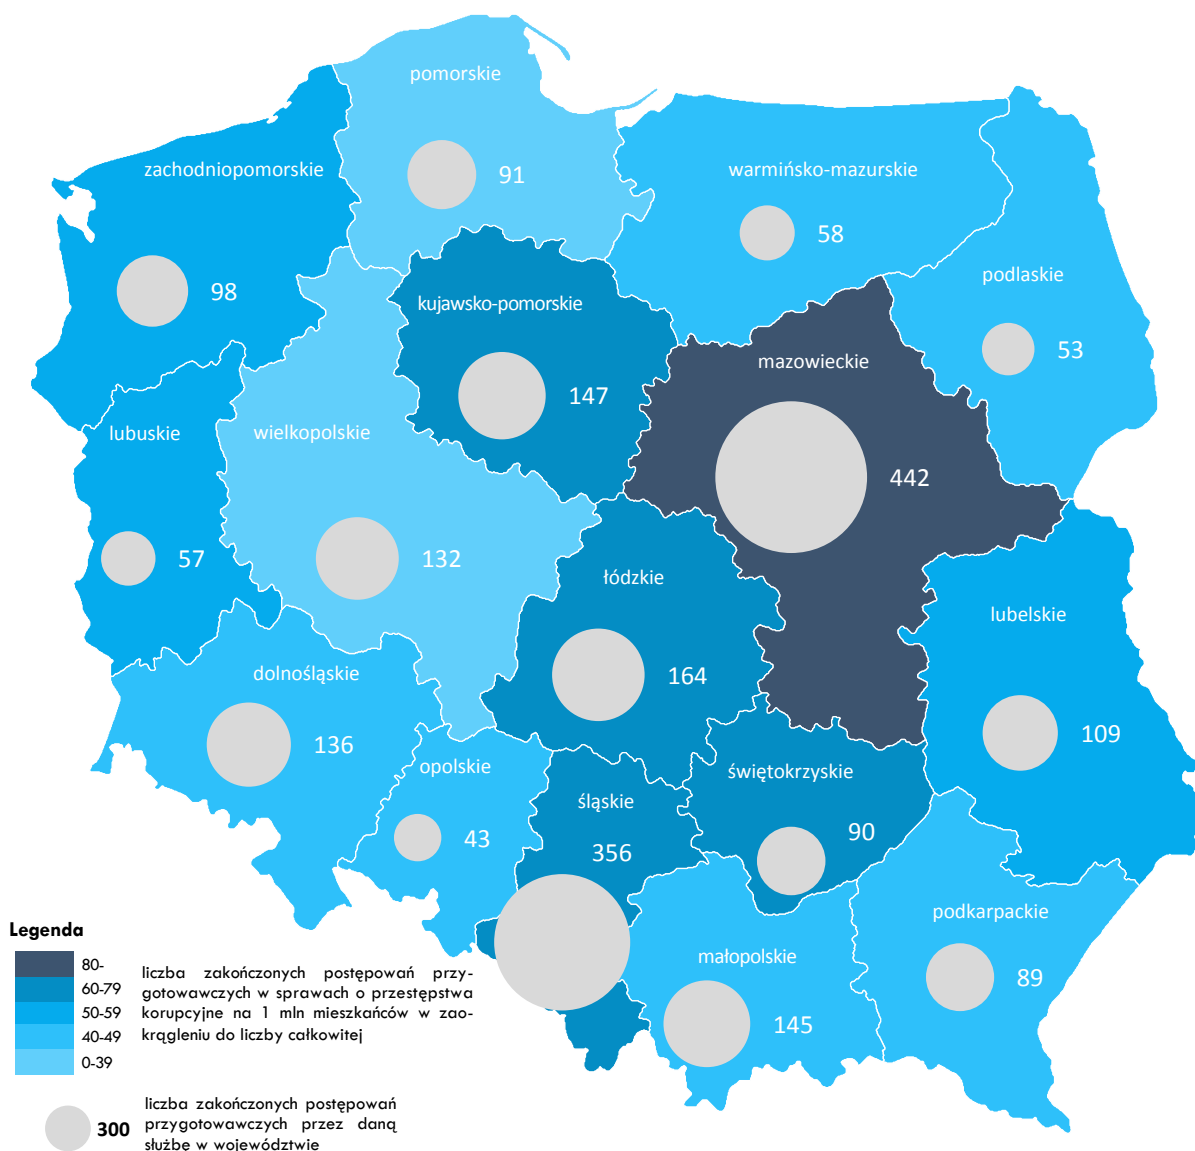 pomorskie
91
zachodniopomorskie
98
warmińsko-mazurskie
58
podlaskie
53
kujawsko-pomorskie
147
mazowieckie
442
lubuskie
57
wielkopolskie
132
łódzkie
164
lubelskie
109
dolnośląskie
136
opolskie
43
śląskie
356
świętokrzyskie
90
podkarpackie
89
małopolskie
145
Legenda
80-
60-79
50-59
40-49
0-39
liczba zakończonych postępowań przy-
gotowawczych w sprawach o przestępstwa
korupcyjne na 1 mln mieszkańców w zao-
krągleniu do liczby całkowitej
300
liczba zakończonych postępowań
przygotowawczych przez daną
służbę w województwie